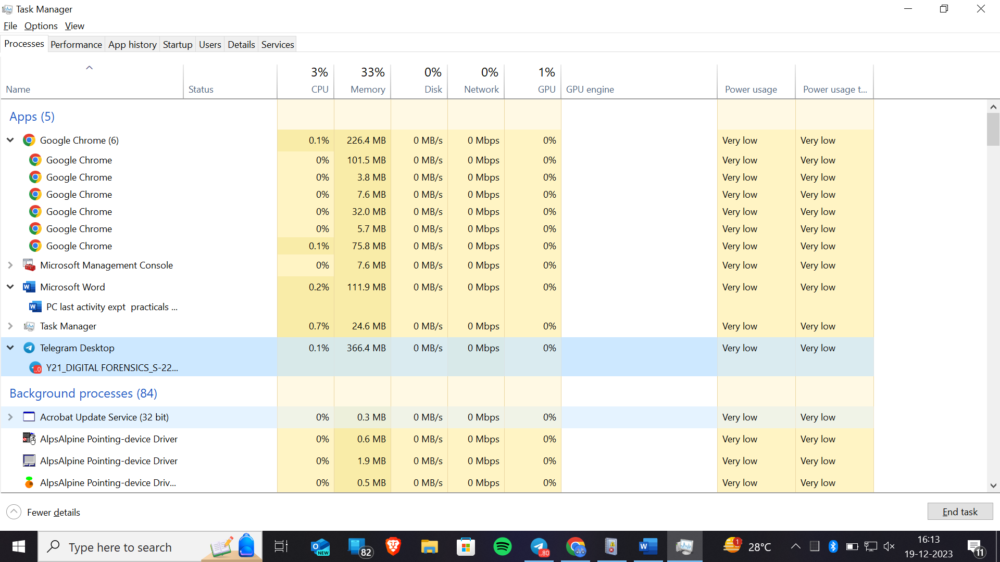 Task Manager
File Options View
Processes Performance App history Startup Users Details Services
3% 33% 0% 0% 1%
Name Status CPU Memory Disk Network GPU GPU engine Power usage Power usage t...
Apps (5)
Google Chrome (6) 0.1% 226.4 MB 0 MB/s 0 Mbps 0% Very low Very low
Google Chrome 0% 101.5 MB 0 MB/s 0 Mbps 0% Very low Very low
Google Chrome 0% 3.8 MB 0 MB/s 0 Mbps 0% Very low Very low
Google Chrome 0% 7.6 MB 0 MB/s 0 Mbps 0% Very low Very low
Google Chrome 0% 32.0 MB 0 MB/s 0 Mbps 0% Very low Very low
Google Chrome 0% 5.7 MB 0 MB/s 0 Mbps 0% Very low Very low
Google Chrome 0.1% 75.8 MB 0 MB/s 0 Mbps 0% Very low Very low
Microsoft Management Console 0% 7.6 MB 0 MB/s 0 Mbps 0% Very low Very low
Microsoft Word 0.2% 111.9 MB 0 MB/s 0 Mbps 0% Very low Very low
PC last activity expt practicals ...
Task Manager 0.7% 24.6 MB 0 MB/s 0 Mbps 0% Very low Very low
Telegram Desktop 0.1% 366.4 MB 0 MB/s 0 Mbps 0% Very low Very low
..0 Y21_DIGITAL FORENSICS_S-22...
Background processes (84)
Acrobat Update Service (32 bit) 0% 0.3 MB 0 MB/s 0 Mbps 0% Very low Very low
AlpsAlpine Pointing-device Driver 0% 0.6 MB 0 MB/s 0 Mbps 0% Very low Very low
AlpsAlpine Pointing-device Driver 0% 1.9 MB 0 MB/s 0 Mbps 0% Very low Very low
AlpsAlpine Pointing-device Driv... 0% 0.5 MB 0 MB/s 0 Mbps 0% Very low Very low
Fewer details End task
Type here to search NEW 82 ..80 W 1 28°C 16:13 11
19-12-2023